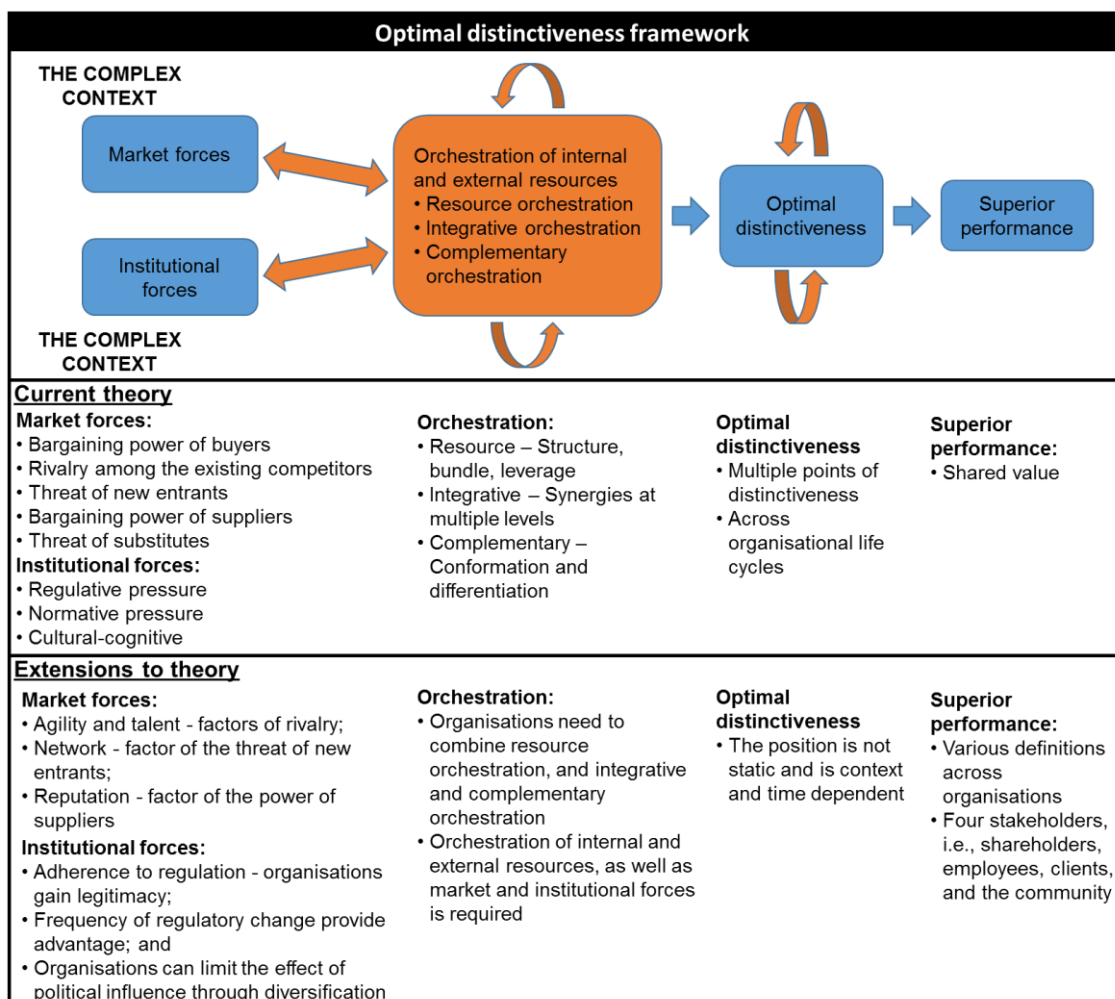 Optimal distinctiveness framework
THE COMPLEX
CONTEXT
Market forces
Institutional
forces
THE COMPLEX
CONTEXT
Orchestration of internal
and external resources
• Resource orchestration
• Integrative orchestration
• Complementary
orchestration
Optimal
distinctiveness
Superior
performance
Current theory
Market forces:
• Bargaining power of buyers
• Rivalry among the existing competitors
• Threat of new entrants
• Bargaining power of suppliers
• Threat of substitutes
Institutional forces:
• Regulative pressure
• Normative pressure
• Cultural-cognitive
Orchestration:
• Resource – Structure,
bundle, leverage
• Integrative – Synergies at
multiple levels
• Complementary –
Conformation and
differentiation
Optimal
distinctiveness
• Multiple points of
distinctiveness
• Across
organisational life
cycles
Superior
performance:
• Shared value
Extensions to theory
Market forces:
• Agility and talent - factors of rivalry;
• Network - factor of the threat of new
entrants;
• Reputation - factor of the power of
suppliers
Institutional forces:
• Adherence to regulation - organisations
gain legitimacy;
• Frequency of regulatory change provide
advantage; and
• Organisations can limit the effect of
political influence through diversification
Orchestration:
• Organisations need to
combine resource
orchestration, and integrative
and complementary
orchestration
• Orchestration of internal and
external resources, as well as
market and institutional forces
is required
Optimal
distinctiveness
• The position is not
static and is context
and time dependent
Superior
performance:
• Various definitions
across
organisations
• Four stakeholders,
i.e., shareholders,
employees, clients,
and the community